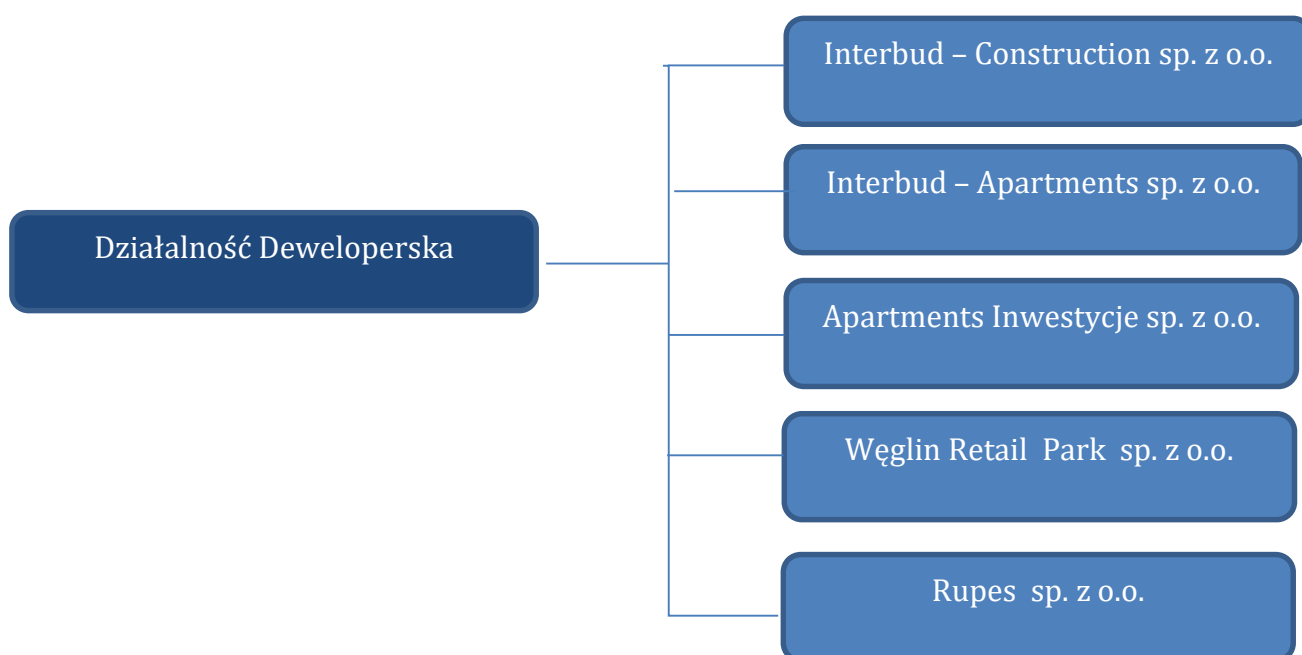 Interbud – Construction sp. z o.o.
Interbud – Apartments sp. z o.o.
Działalność Deweloperska
Apartments Inwestycje sp. z o.o.
Węglin Retail  Park  sp. z o.o.
Rupes  sp. z o.o.